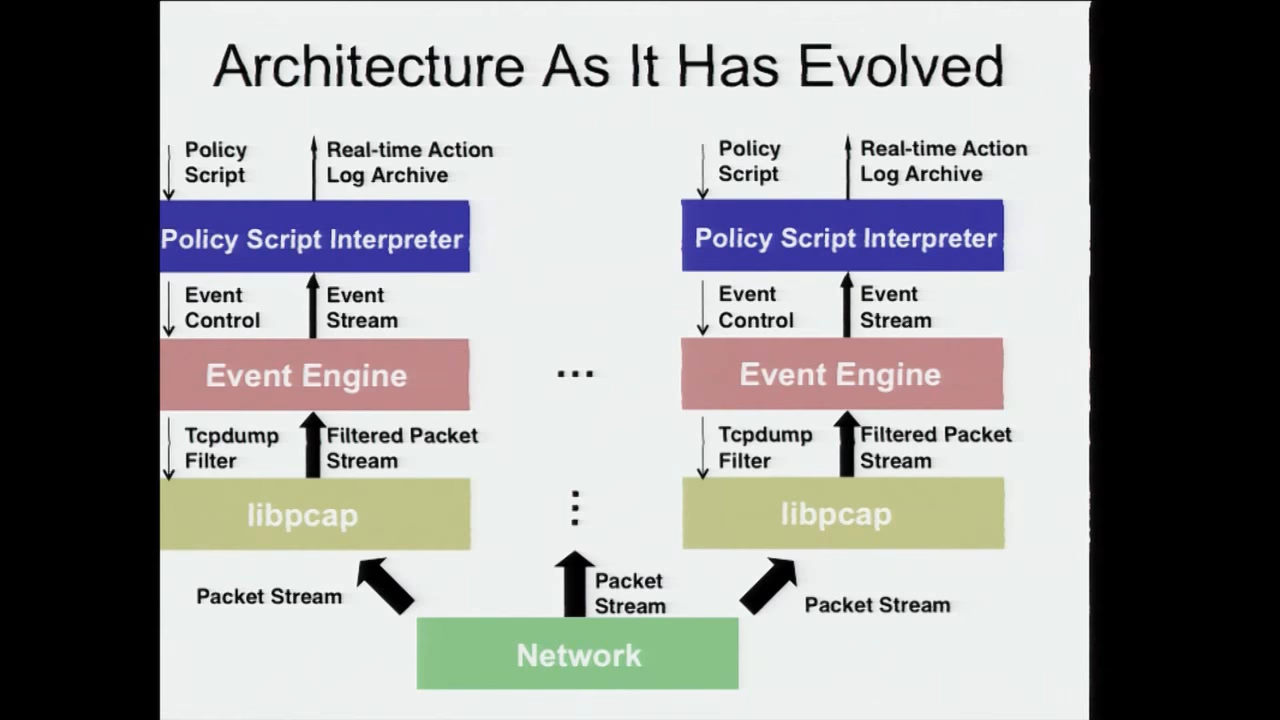 Architecture As It Has Evolved
Policy
Script
Real-time Action
Log Archive
Policy Script Interpreter
Event
Control
Event
Stream
Event Engine
Tcpdump
Filter
Filtered Packet
Stream
libpcap
Packet Stream
...
...
Packet
Stream
Policy
Script
Real-time Action
Log Archive
Policy Script Interpreter
Event
Control
Event
Stream
Event Engine
Tcpdump
Filter
Filtered Packet
Stream
libpcap
Packet Stream
Network